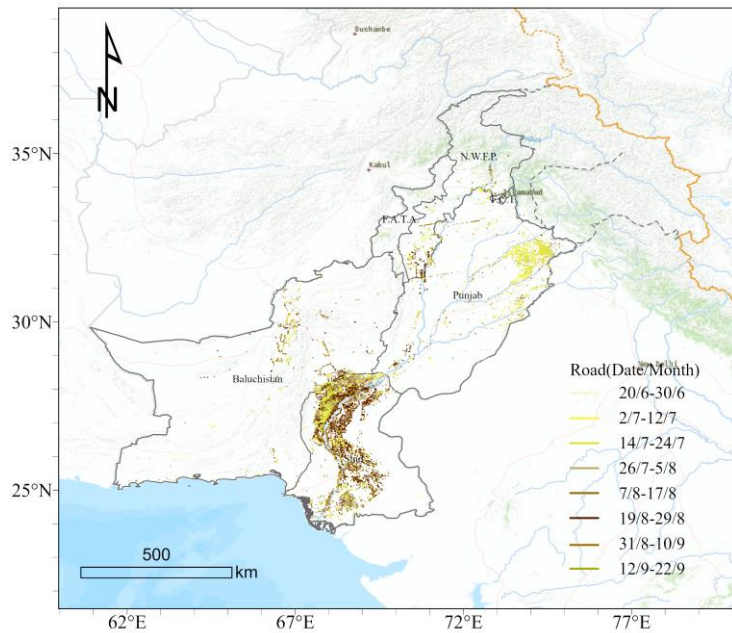 Dushanbe
N
35°N
N.W.F.P.
Kabul
F.C.T.
F.A.T.A.
Punjab
30°N
Baluchistan
Road(Date/Month)
20/6-30/6
2/7-12/7
14/7-24/7
26/7-5/8
7/8-17/8
19/8-29/8
31/8-10/9
12/9-22/9
25°N
500
km
62°E
67°E
72°E
77°E